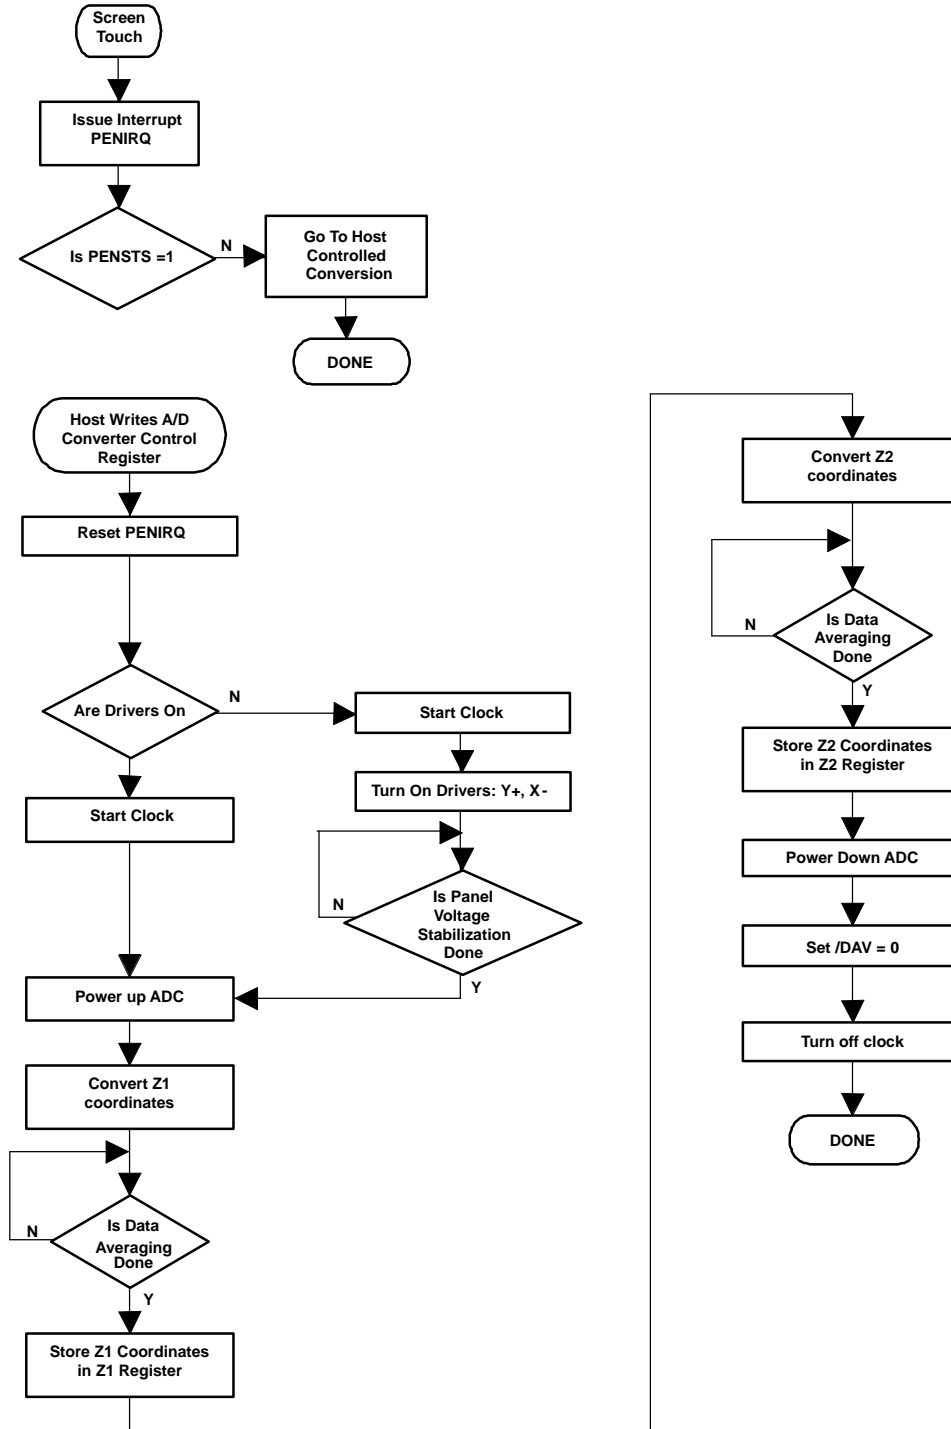 Screen
Touch
Issue Interrupt
PENIRQ
Is PENSTS =1
N
Go To Host
Controlled
Conversion
DONE
Host Writes A/D
Converter Control
Register
Reset PENIRQ
Are Drivers On
N
Start Clock
Turn On Drivers: Y+, X-
Start Clock
N
Is Panel
Voltage
Stabilization
Done
Y
Power up ADC
Convert Z1
coordinates
N
Is Data
Averaging
Done
Y
Store Z1 Coordinates
in Z1 Register
Convert Z2
coordinates
N
Is Data
Averaging
Done
Y
Store Z2 Coordinates
in Z2 Register
Power Down ADC
Set /DAV = 0
Turn off clock
DONE